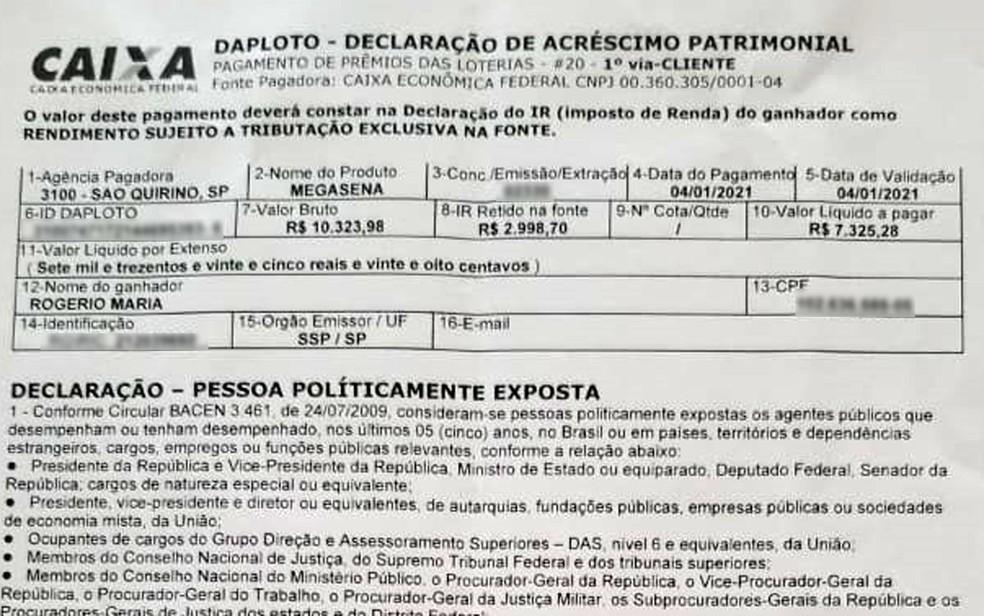 CAIXA
CAIXA ECONÔMICA FEDERAL
DAPLOTO - DECLARAÇÃO DE ACRÉSCIMO PATRIMONIAL
PAGAMENTO DE PRÊMIOS DAS LOTERIAS - #20 - 1º via-CLIENTE
Fonte Pagadora: CAIXA ECONÔMICA FEDERAL CNPJ 00.360.305/0001-04
O valor deste pagamento deverá constar na Declaração do IR (imposto de Renda) do ganhador como
RENDIMENTO SUJEITO A TRIBUTAÇÃO EXCLUSIVA NA FONTE.
1-Agência Pagadora 2-Nome do Produto 3-Conc./Emissão/Extração 4-Data do Pagamento 5-Data de Validação
3100 - SAO QUIRINO, SP MEGASENA 04/01/2021 04/01/2021
6-ID DAPLOTO 7-Valor Bruto 8-IR Retido na fonte 9-Nº Cota/Qtde 10-Valor Liquido a pagar
R$ 10.323,98 R$ 2.998,70 / R$ 7.325,28
11-Valor Liquido por Extenso
( Sete mil e trezentos e vinte e cinco reais e vinte e oito centavos )
12-Nome do ganhador 13-CPF
ROGERIO MARIA
14-Identificação 15-Orgão Emissor / UF 16-E-mail
SSP / SP
DECLARAÇÃO – PESSOA POLÍTICAMENTE EXPOSTA
1 - Conforme Circular BACEN 3.461, de 24/07/2009, consideram-se pessoas politicamente expostas os agentes públicos que
desempenham ou tenham desempenhado, nos últimos 05 (cinco) anos, no Brasil ou em países, territórios e dependências
estrangeiros, cargos, empregos ou funções públicas relevantes, conforme a relação abaixo:
● Presidente da República e Vice-Presidente da República, Ministro de Estado ou equiparado, Deputado Federal, Senador da
República, cargos de natureza especial ou equivalente;
● Presidente, vice-presidente e diretor ou equivalentes, de autarquias, fundações públicas, empresas públicas ou sociedades
de economia mista, da União;
● Ocupantes de cargos do Grupo Direção e Assessoramento Superiores – DAS, nível 6 e equivalentes, da União;
● Membros do Conselho Nacional de Justiça, do Supremo Tribunal Federal e dos tribunais superiores;
● Membros do Conselho Nacional do Ministério Público, o Procurador-Geral da República, o Vice-Procurador-Geral da
República, o Procurador-Geral do Trabalho, o Procurador-Geral da Justiça Militar, os Subprocuradores-Gerais da República e os
Procuradores-Gerais de Justiça dos estados e do Distrito Federal;